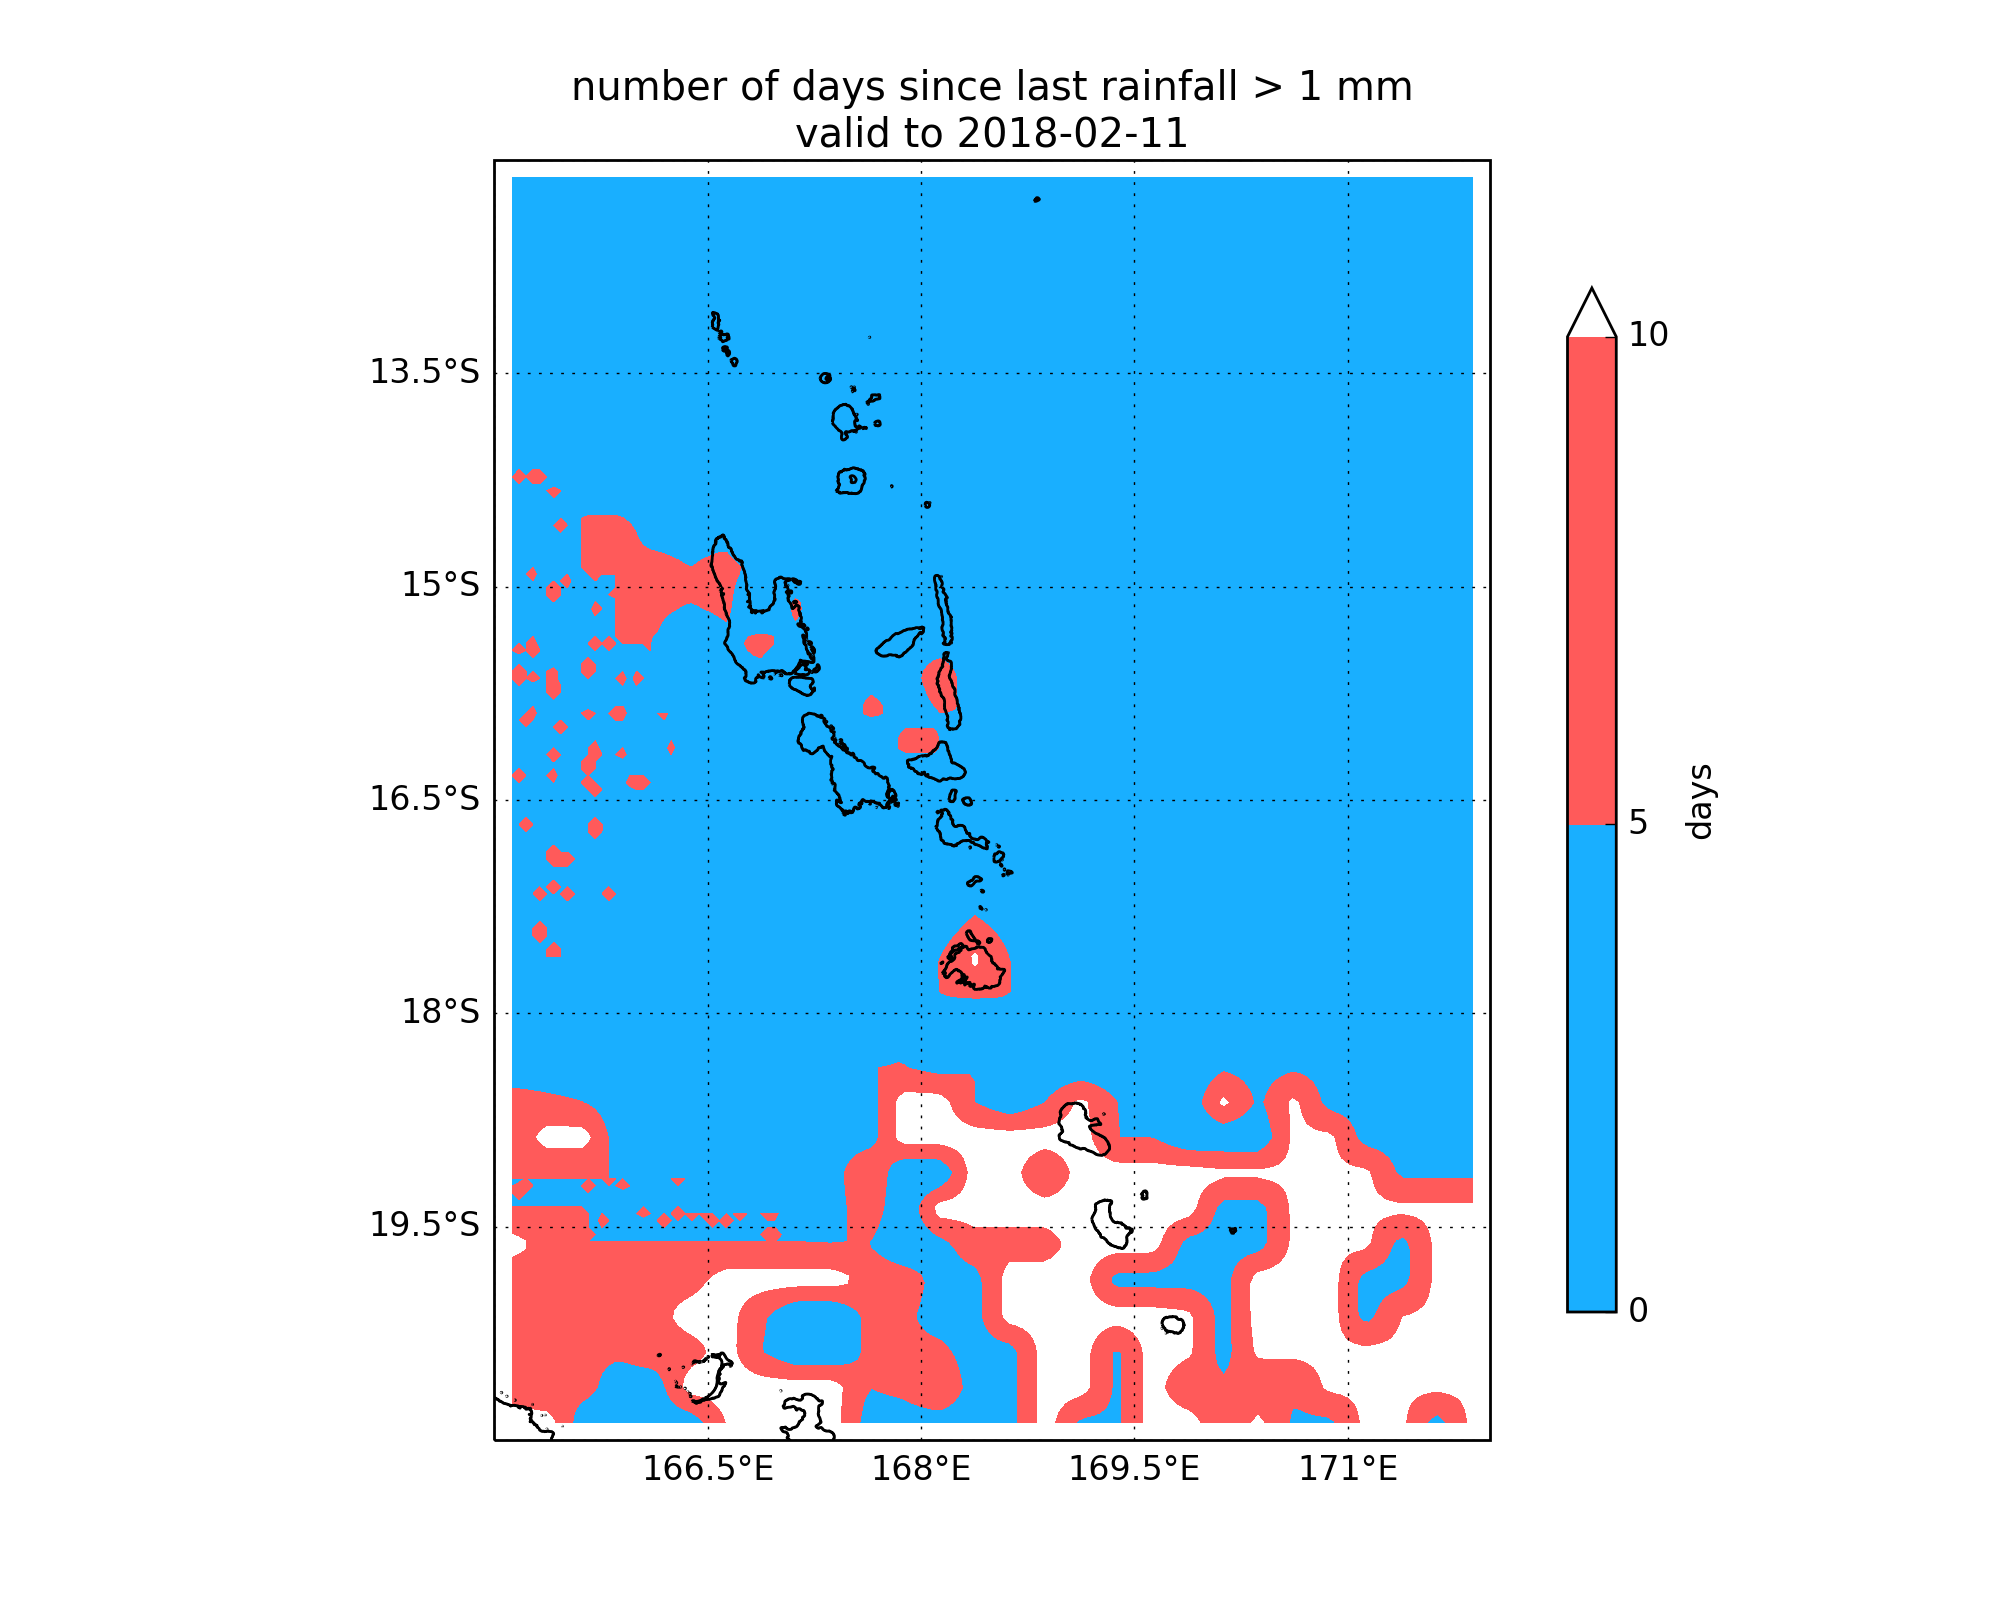 number of days since last rainfall > 1 mm
valid to 2018-02-11
13.5°S
15°S
16.5°S
18°S
19.5°S
166.5°E
168°E
169.5°E
171°E
10
5
0
days